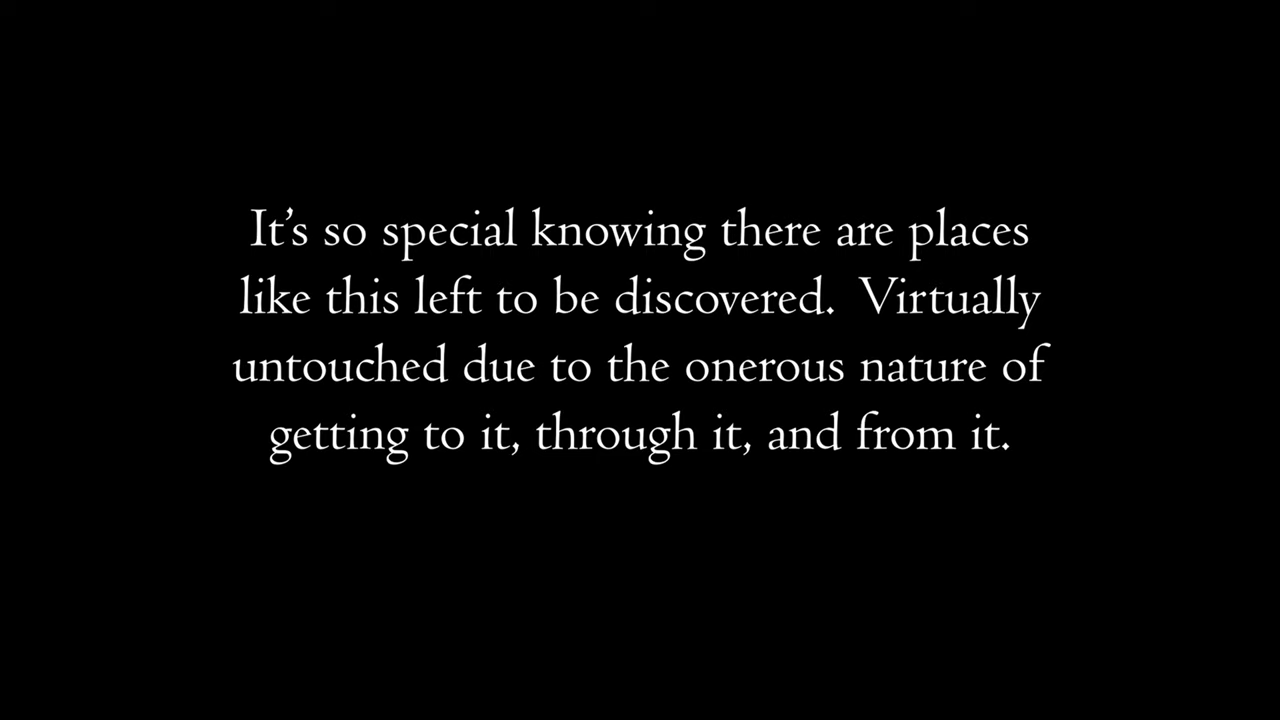 It’s so special knowing there are places
like this left to be discovered.  Virtually
untouched due to the onerous nature of
getting to it, through it, and from it.